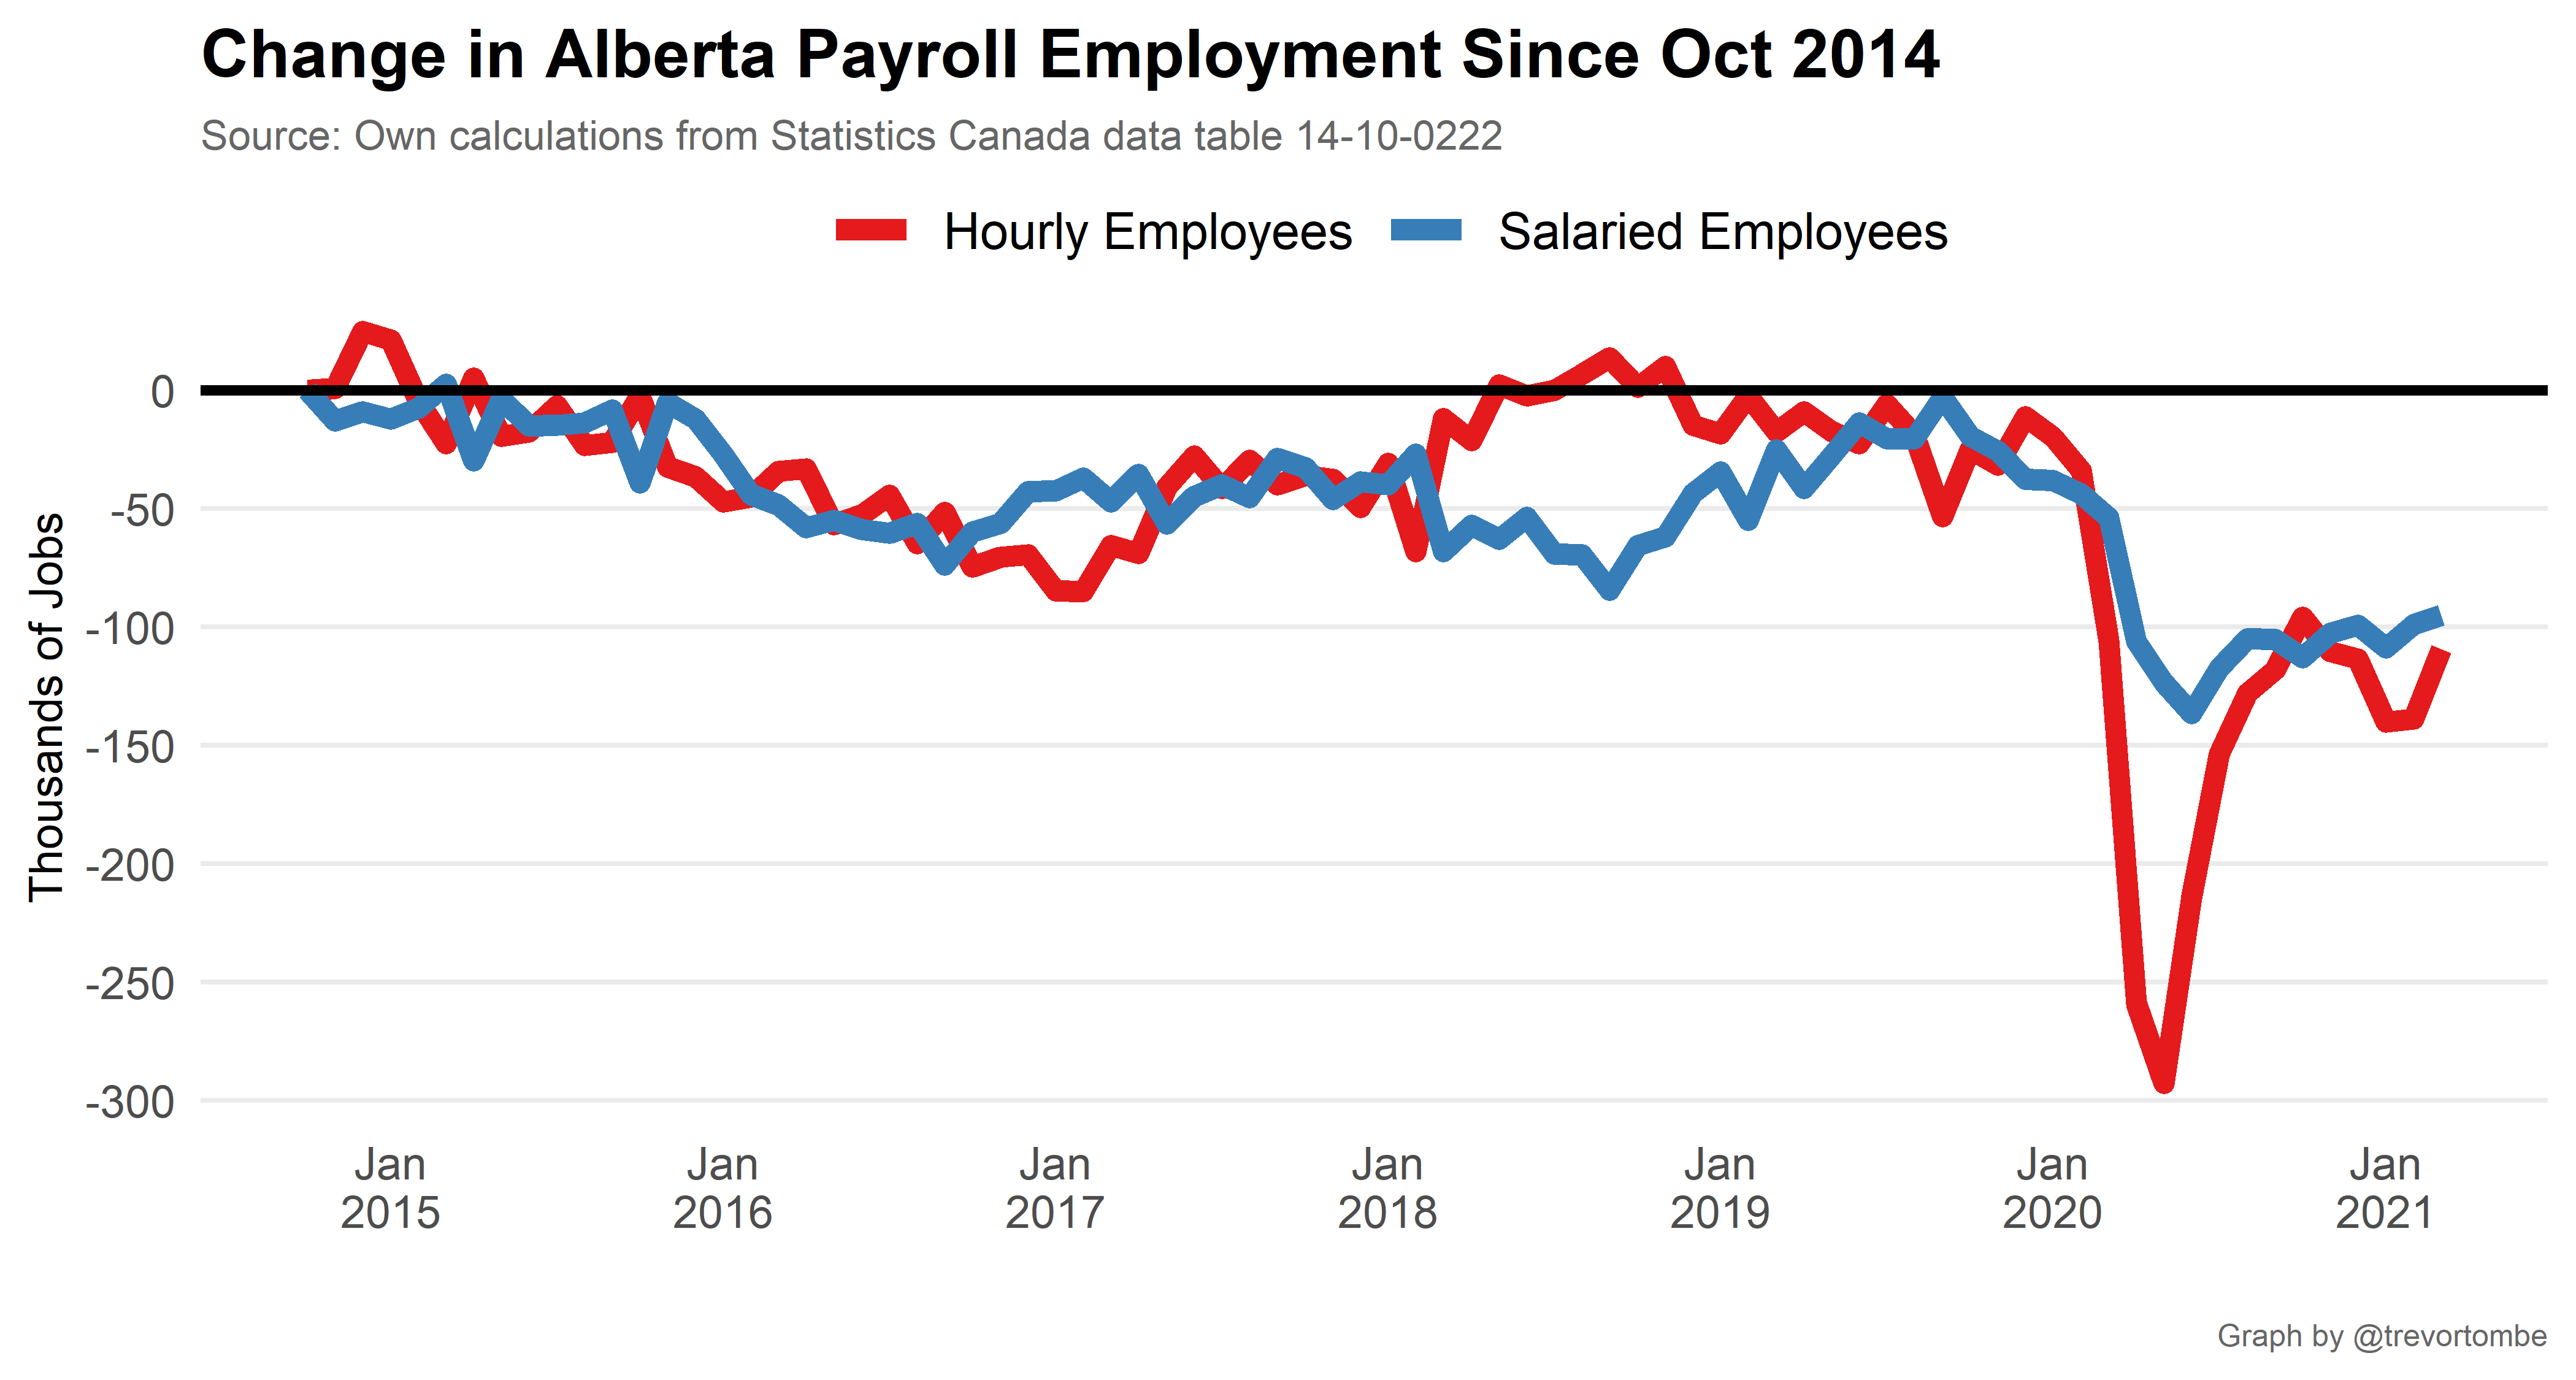 Change in Alberta Payroll Employment Since Oct 2014
Source: Own calculations from Statistics Canada data table 14-10-0222
Hourly Employees
Salaried Employees
Thousands of Jobs
0
-50
-100
-150
-200
-250
-300
Jan
2015
Jan
2016
Jan
2017
Jan
2018
Jan
2019
Jan
2020
Jan
2021
Graph by @trevortombe